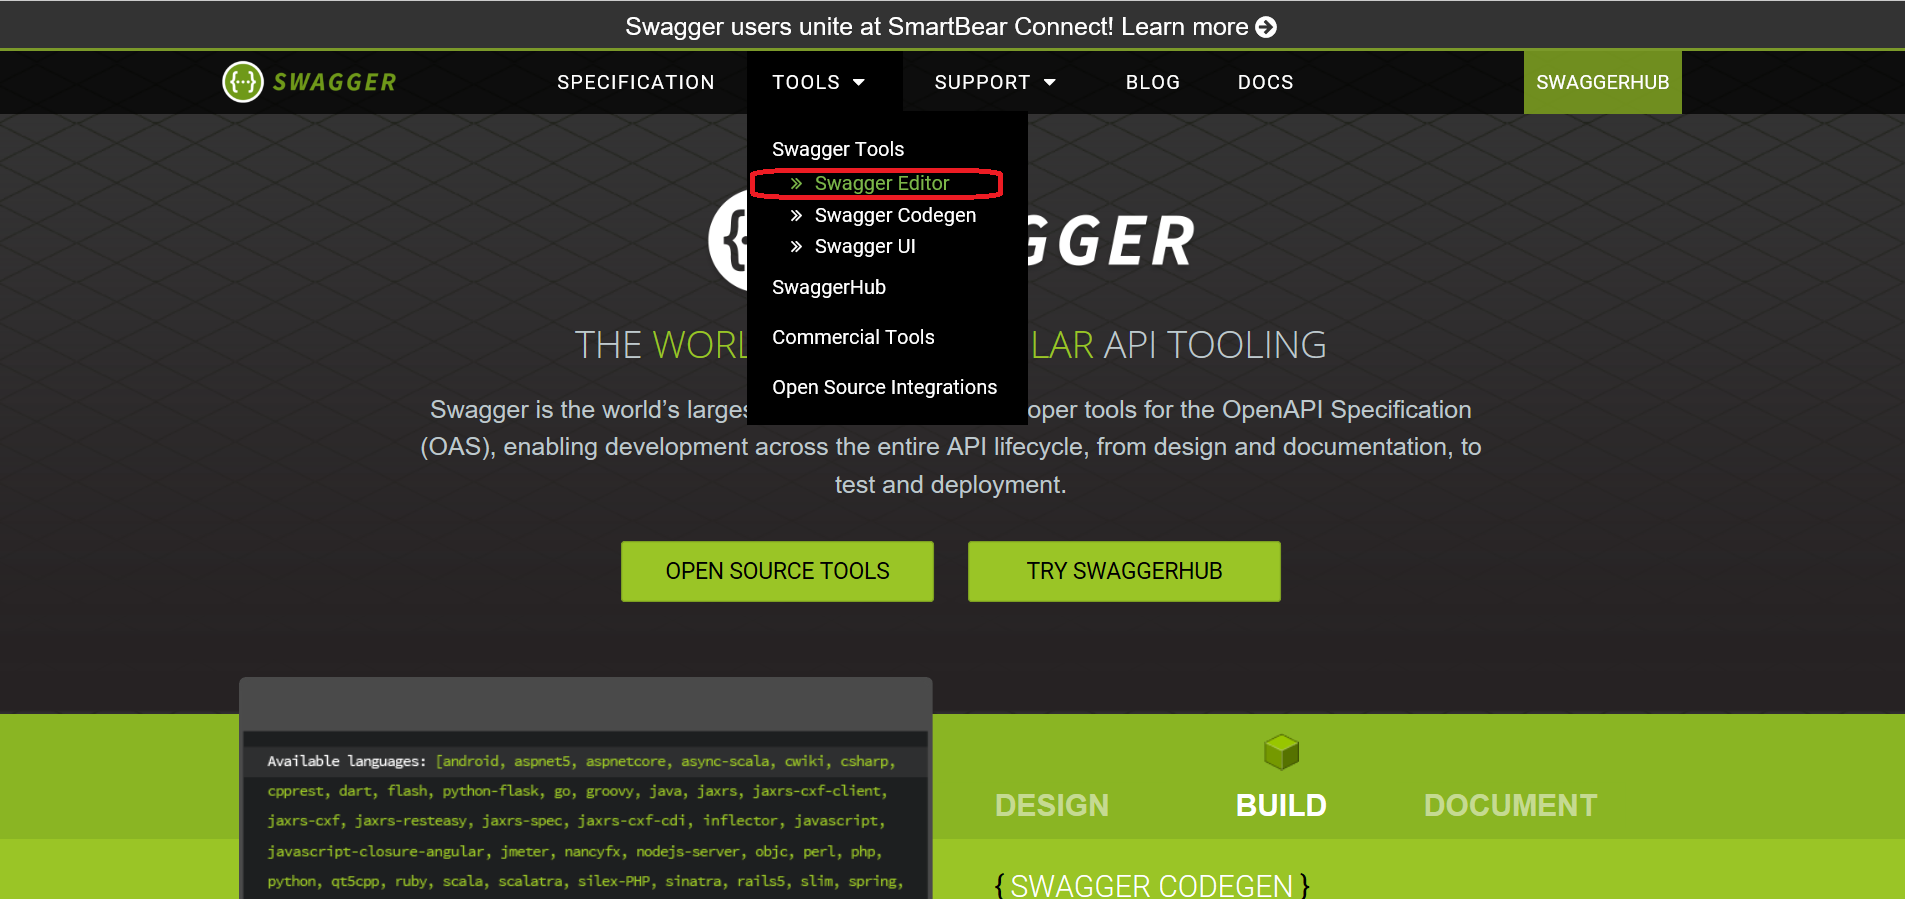 Swagger users unite at SmartBear Connect! Learn more
SWAGGER
SPECIFICATION
TOOLS
SUPPORT
BLOG
DOCS
SWAGGERHUB
Swagger Tools
» Swagger Editor
» Swagger Codegen
» Swagger UI
SwaggerHub
Commercial Tools
Open Source Integrations
GGER
THE WORL LAR API TOOLING
Swagger is the world’s larges oper tools for the OpenAPI Specification
(OAS), enabling development across the entire API lifecycle, from design and documentation, to
test and deployment.
OPEN SOURCE TOOLS
TRY SWAGGERHUB
Available languages: [android, aspnet5, aspnetcore, async-scala, cwiki, csharp,
cpprest, dart, flash, python-flask, go, groovy, java, jaxrs, jaxrs-cxf-client,
jaxrs-cxf, jaxrs-resteasy, jaxrs-spec, jaxrs-cxf-cdi, inflector, javascript,
javascript-closure-angular, jmeter, nancyfx, nodejs-server, objc, perl, php,
python, qt5cpp, ruby, scala, scalatra, silex-PHP, sinatra, rails5, slim, spring,
DESIGN
BUILD
DOCUMENT
{ SWAGGER CODEGEN }